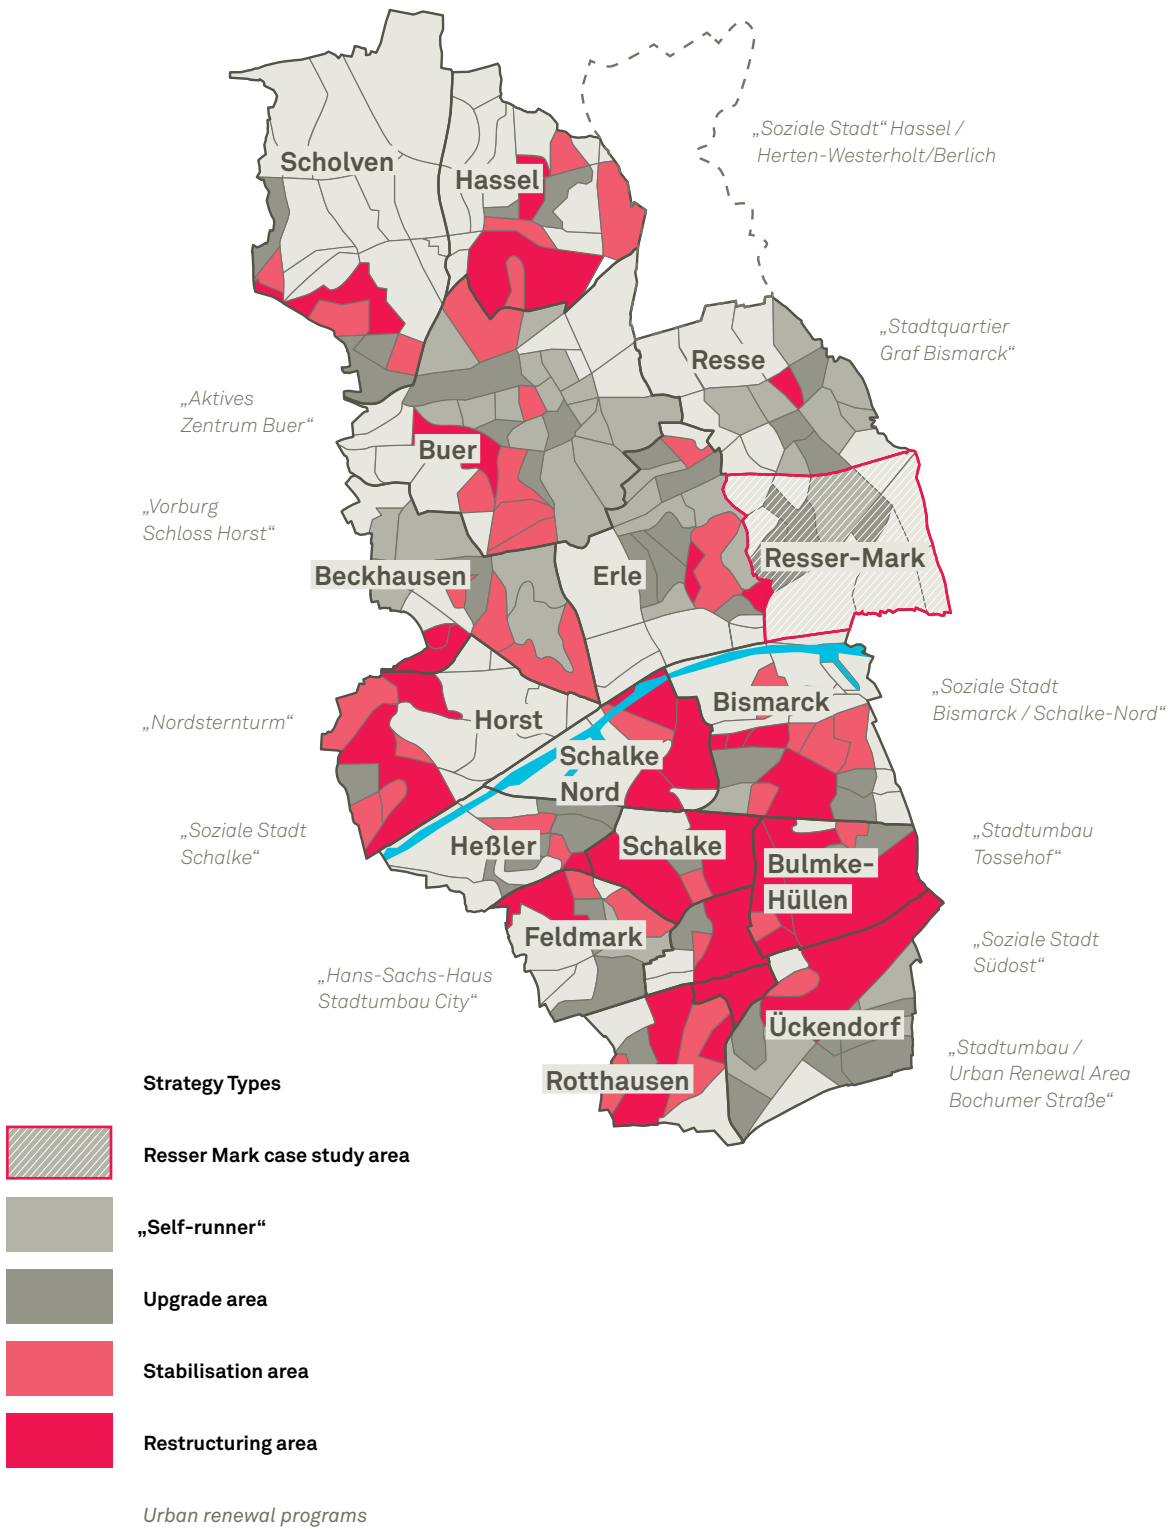 „Soziale Stadt“ Hassel /
Herten-Westerholt/Berlich
Scholven
Hassel
„Stadtquartier
Graf Bismarck“
Resse
„Aktives
Zentrum Buer“
Buer
„Vorburg
Schloss Horst“
Beckhausen
Erle
Resser-Mark
„Soziale Stadt
Bismarck / Schalke-Nord“
Bismarck
„Nordsternturm“
Horst
Schalke
Nord
„Soziale Stadt
Schalke“
Heßler
Schalke
„Stadtumbau
Tossehof“
Bulmke-
Hüllen
Feldmark
„Soziale Stadt
Südost“
„Hans-Sachs-Haus
Stadtumbau City“
Ückendorf
„Stadtumbau /
Urban Renewal Area
Bochumer Straße“
Rotthausen
Strategy Types
Resser Mark case study area
„Self-runner“
Upgrade area
Stabilisation area
Restructuring area
Urban renewal programs